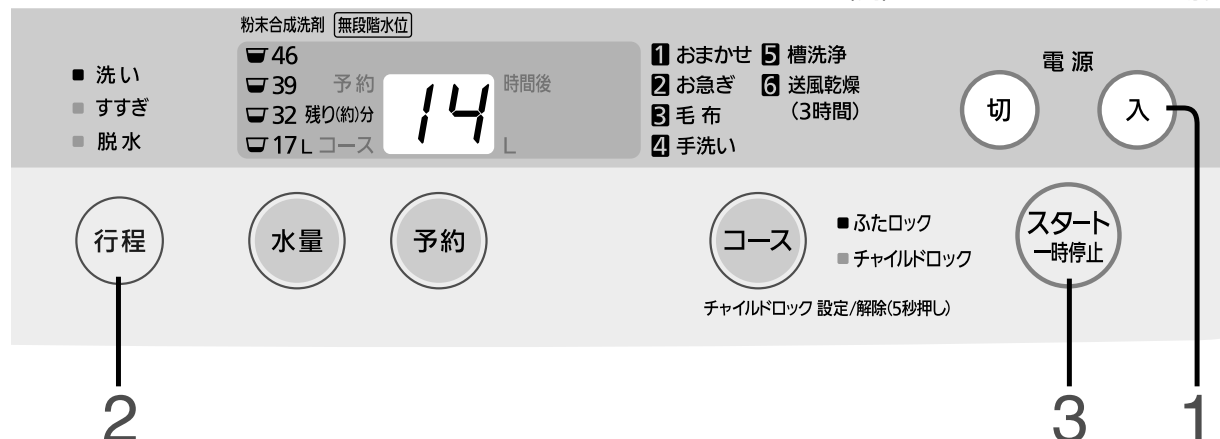 粉末合成洗剤 無段階水位
洗い
すすぎ
脱水
46
39 予約 時間後
32 残り(約)分
17L コース L
14
1 おまかせ 5 槽洗浄
2 お急ぎ 6 送風乾燥
3 毛布 (3時間)
4 手洗い
電源
切 入
行程
水量
予約
コース
ふたロック
チャイルドロック
スタート
一時停止
チャイルドロック 設定/解除(5秒押し)
2
3
1